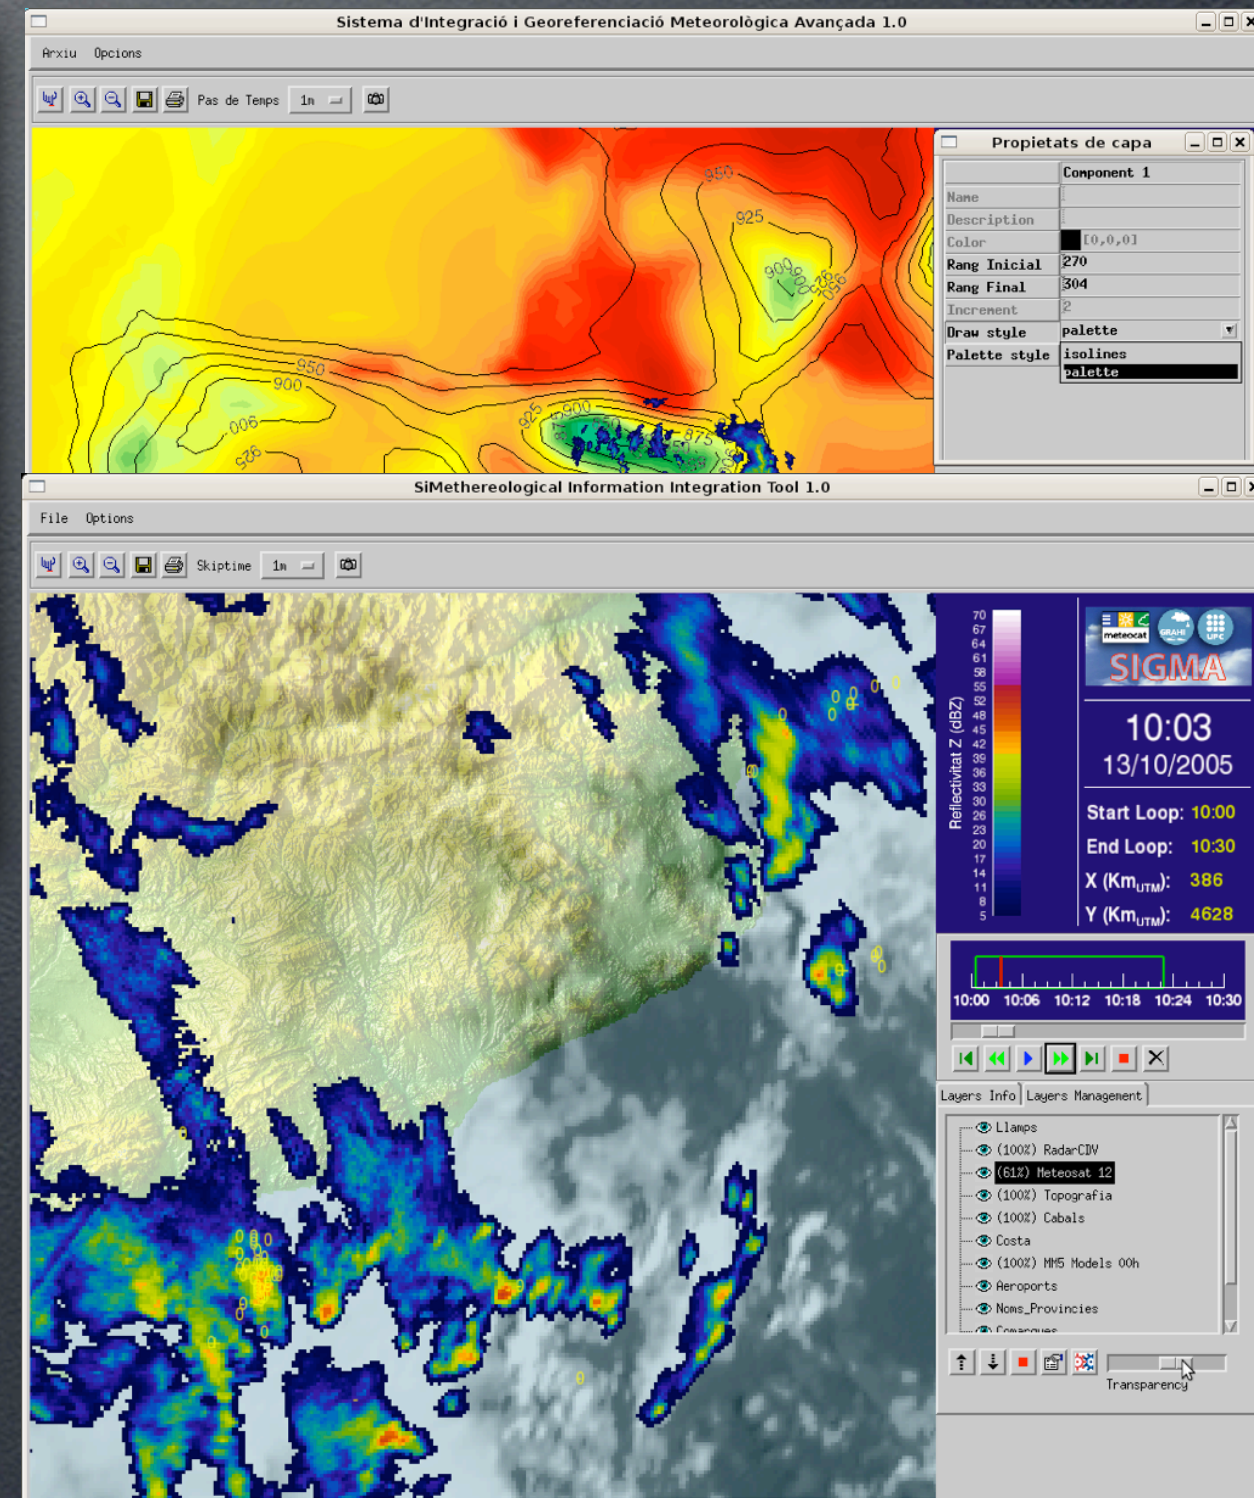 Sistema d'Integració i Georeferenciació Meteorològica Avançada 1.0
Arxiu Opcions
Pas de Temps 1m
950
925
900
900
925
950
950
900
900
925
925
900
875
875
Propietats de capa
Component 1
Name
Description
Color [0,0,0]
Rang Inicial 270
Rang Final 304
Increment 2
Draw style palette
Palette style isolines
palette
SiMethereological Information Integration Tool 1.0
File Options
Skiptime 1m
Reflectivitat Z (dBZ)
70
67
64
61
58
55
52
48
45
42
39
36
33
30
26
23
20
17
14
11
8
5
meteocat GRAHI UPC
SIGMA
10:03
13/10/2005
Start Loop: 10:00
End Loop: 10:30
X (Km UTM): 386
Y (Km UTM): 4628
10:00 10:06 10:12 10:18 10:24 10:30
Layers Info Layers Management
Llamps
(100%) RadarCDV
(61%) Meteosat 12
(100%) Topografia
(100%) Cabals
Costa
(100%) MM5 Models 00h
Aeroports
Noms_Provincies
Comarques
Transparency